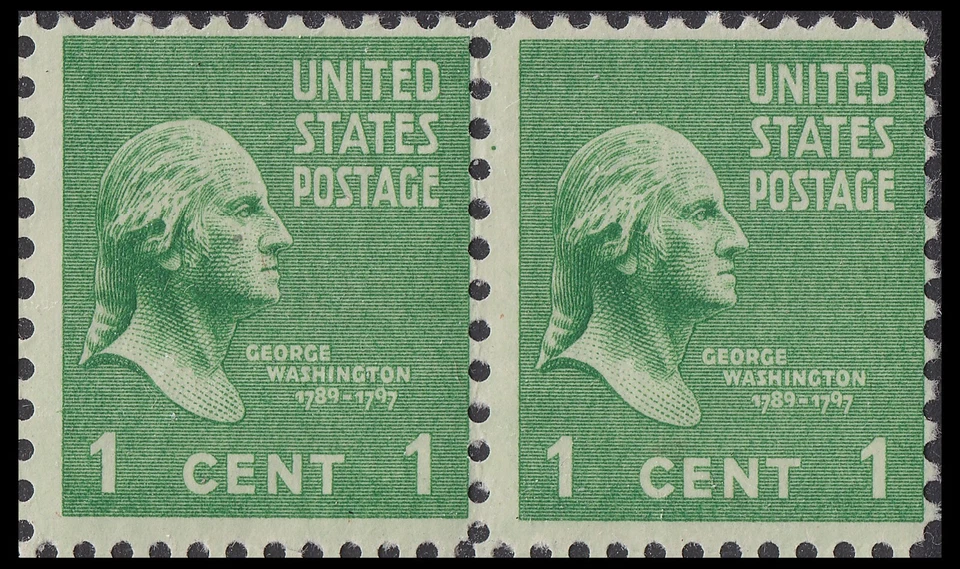 UNITED
STATES
POSTAGE
GEORGE
WASHINGTON
1789-1797
1 CENT 1
UNITED
STATES
POSTAGE
GEORGE
WASHINGTON
1789-1797
1 CENT 1